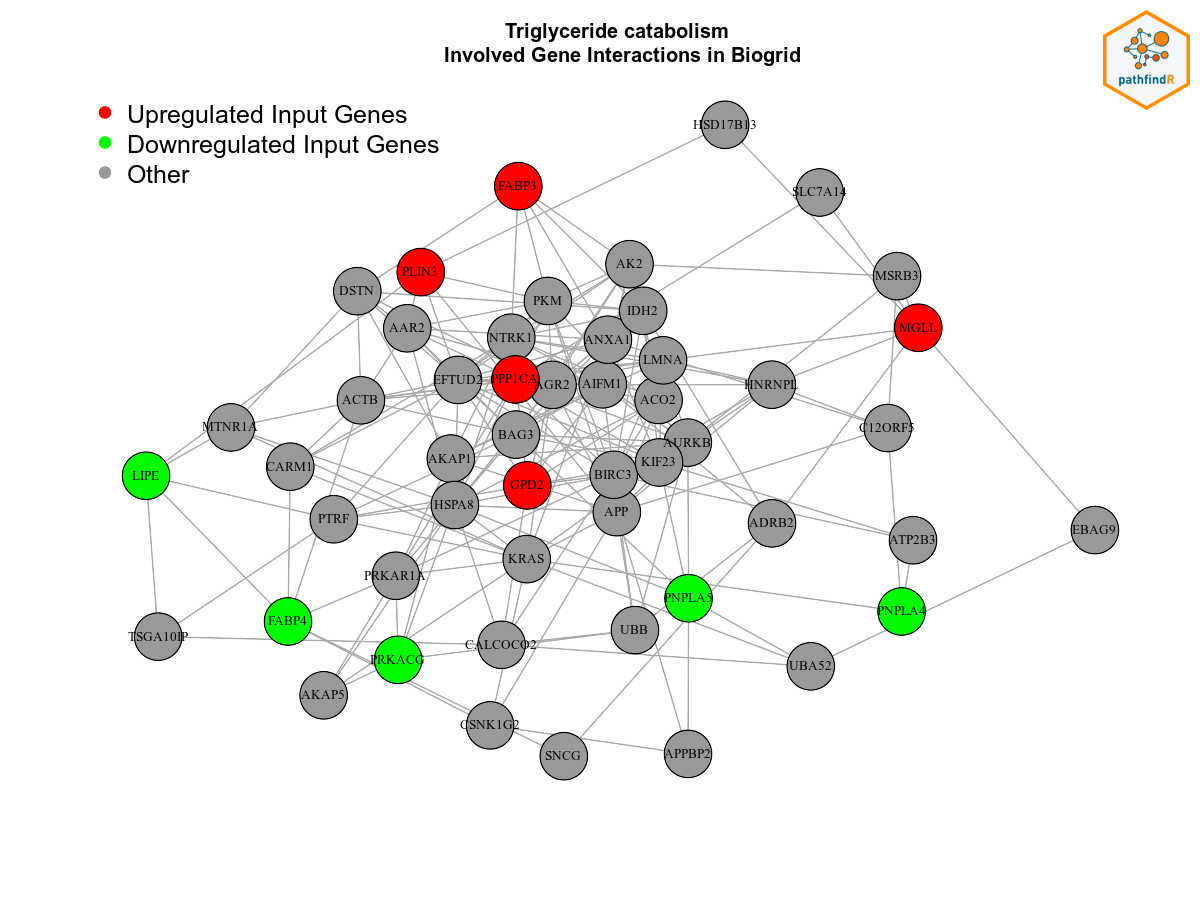 Triglyceride catabolism
Involved Gene Interactions in Biogrid
pathfindR
Upregulated Input Genes
Downregulated Input Genes
Other
HSD17B13
FABP3
SLC7A14
AK2
PLIN3
MSRB3
DSTN
PKM
IDH2
AAR2
MGLL
NTRK1
ANXA1
LMNA
EFTUD2
PPP1CA
AGR2
AIFM1
HNRNPL
ACTB
ACO2
MTNR1A
C12ORF5
BAG3
AURKB
AKAP1
KIF23
CARM1
LIPE
BIRC3
GPD2
HSPA8
APP
PTRF
ADRB2
EBAG9
ATP2B3
KRAS
PRKAR1A
PNPLA5
PNPLA4
FABP4
UBB
TSGA10IP
CALCOCO2
PRKACG
UBA52
AKAP5
CSNK1G2
SNCG
APPBP2